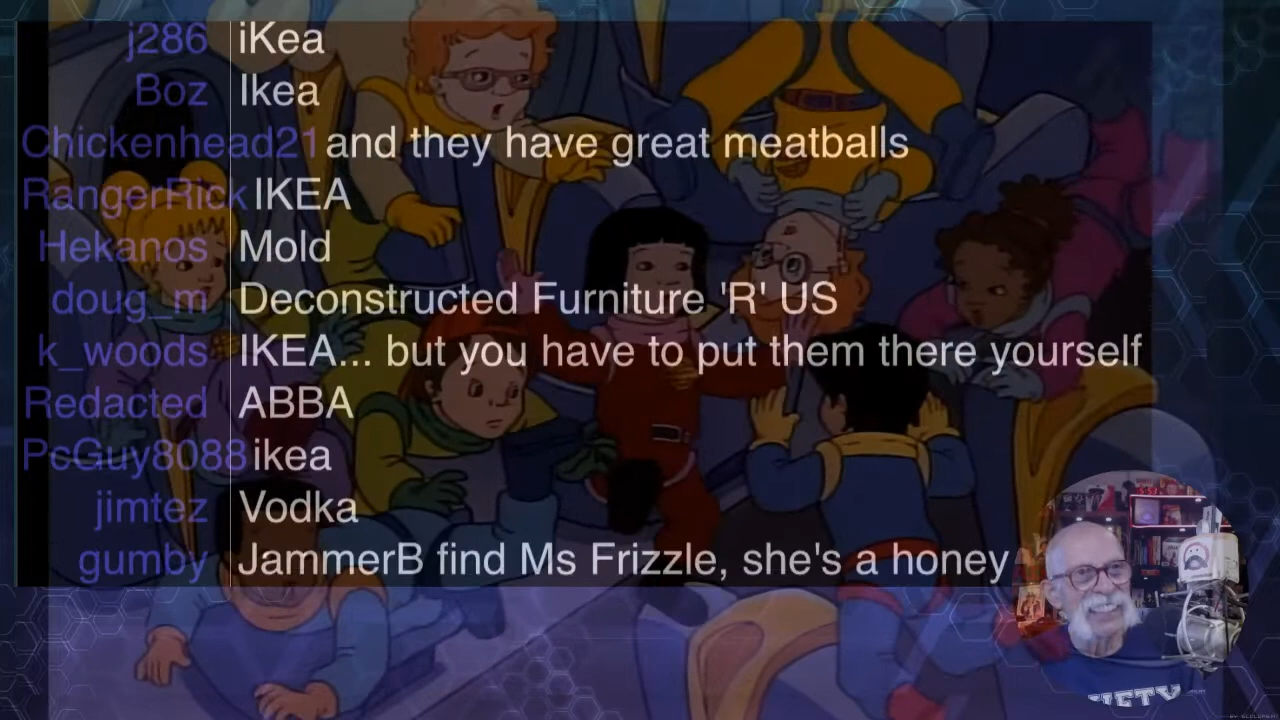 j286 iKea
Boz Ikea
Chickenhead21 and they have great meatballs
RangerRick IKEA
Hekanos Mold
doug_m Deconstructed Furniture 'R' US
k_woods IKEA... but you have to put them there yourself
Redacted ABBA
PcGuy8088 ikea
jimtez Vodka
gumby JammerB find Ms Frizzle, she's a honey